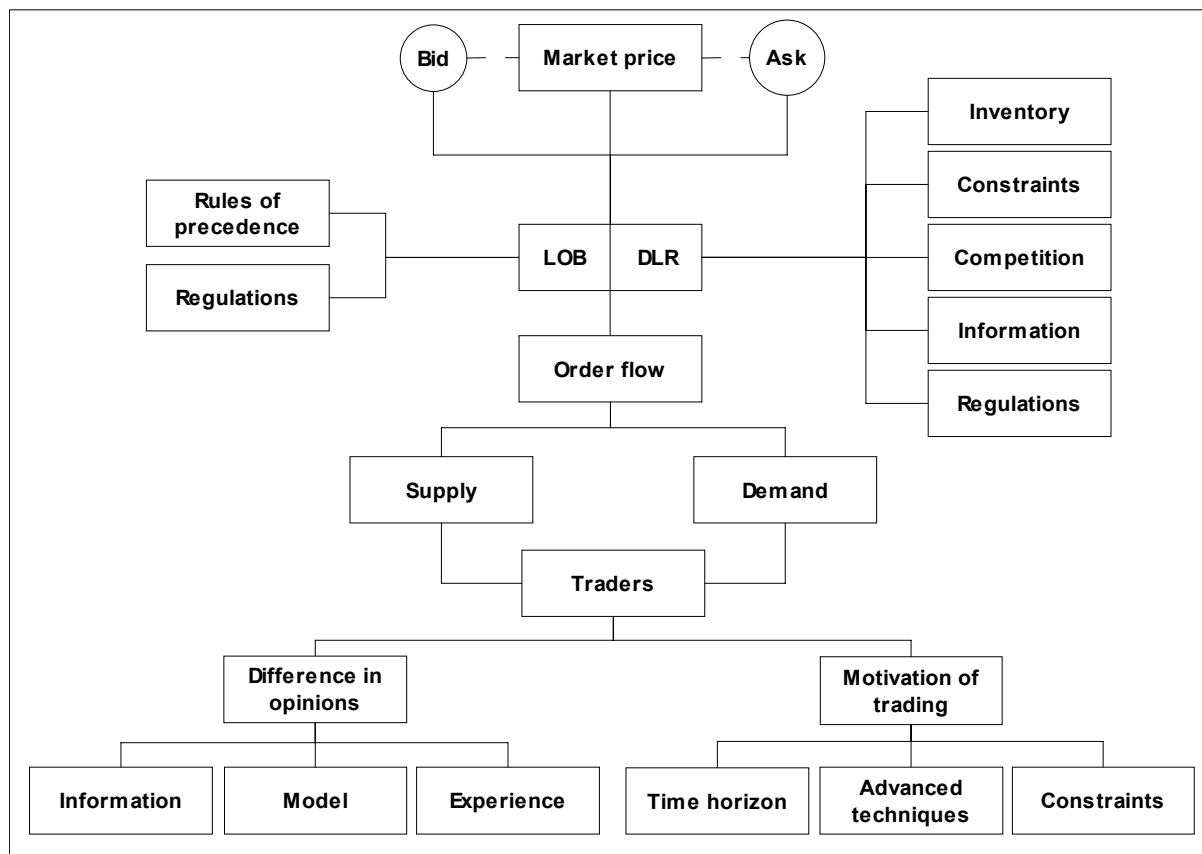 Bid
Market price
Ask
Inventory
Constraints
Rules of
precedence
LOB
DLR
Competition
Regulations
Information
Order flow
Regulations
Supply
Demand
Traders
Difference in
opinions
Motivation of
trading
Information
Model
Experience
Time horizon
Advanced
techniques
Constraints